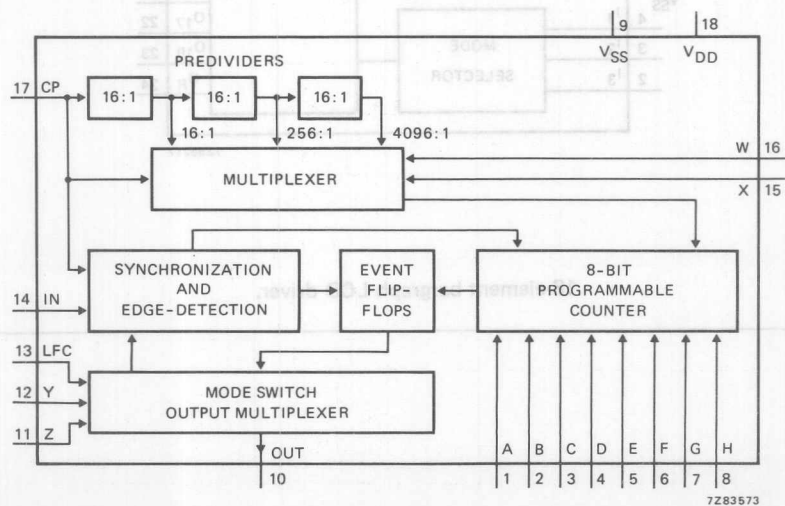 9 18
VSS VDD
PREDIVIDERS
17 CP 16:1 16:1 16:1
16:1 256:1 4096:1
W 16
MULTIPLEXER
X 15
SYNCHRONIZATION AND EDGE-DETECTION
EVENT FLIP-FLOPS
8-BIT PROGRAMMABLE COUNTER
14 IN
13 LFC
12 Y
11 Z
MODE SWITCH OUTPUT MULTIPLEXER
OUT
10
A B C D E F G H
1 2 3 4 5 6 7 8
7Z83573